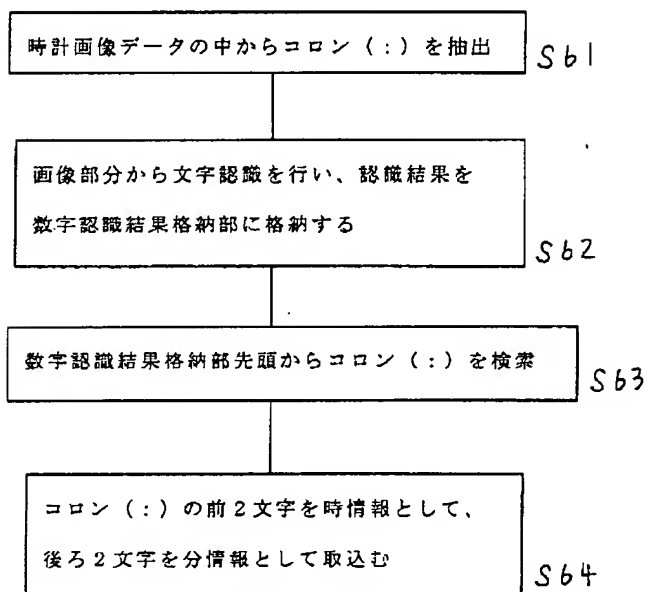 時計画像データの中からコロン（：）を抽出
S61
画像部分から文字認識を行い、認識結果を
数字認識結果格納部に格納する
S62
数字認識結果格納部先頭からコロン（：）を検索
S63
コロン（：）の前２文字を時情報として、
後ろ２文字を分情報として取込む
S64